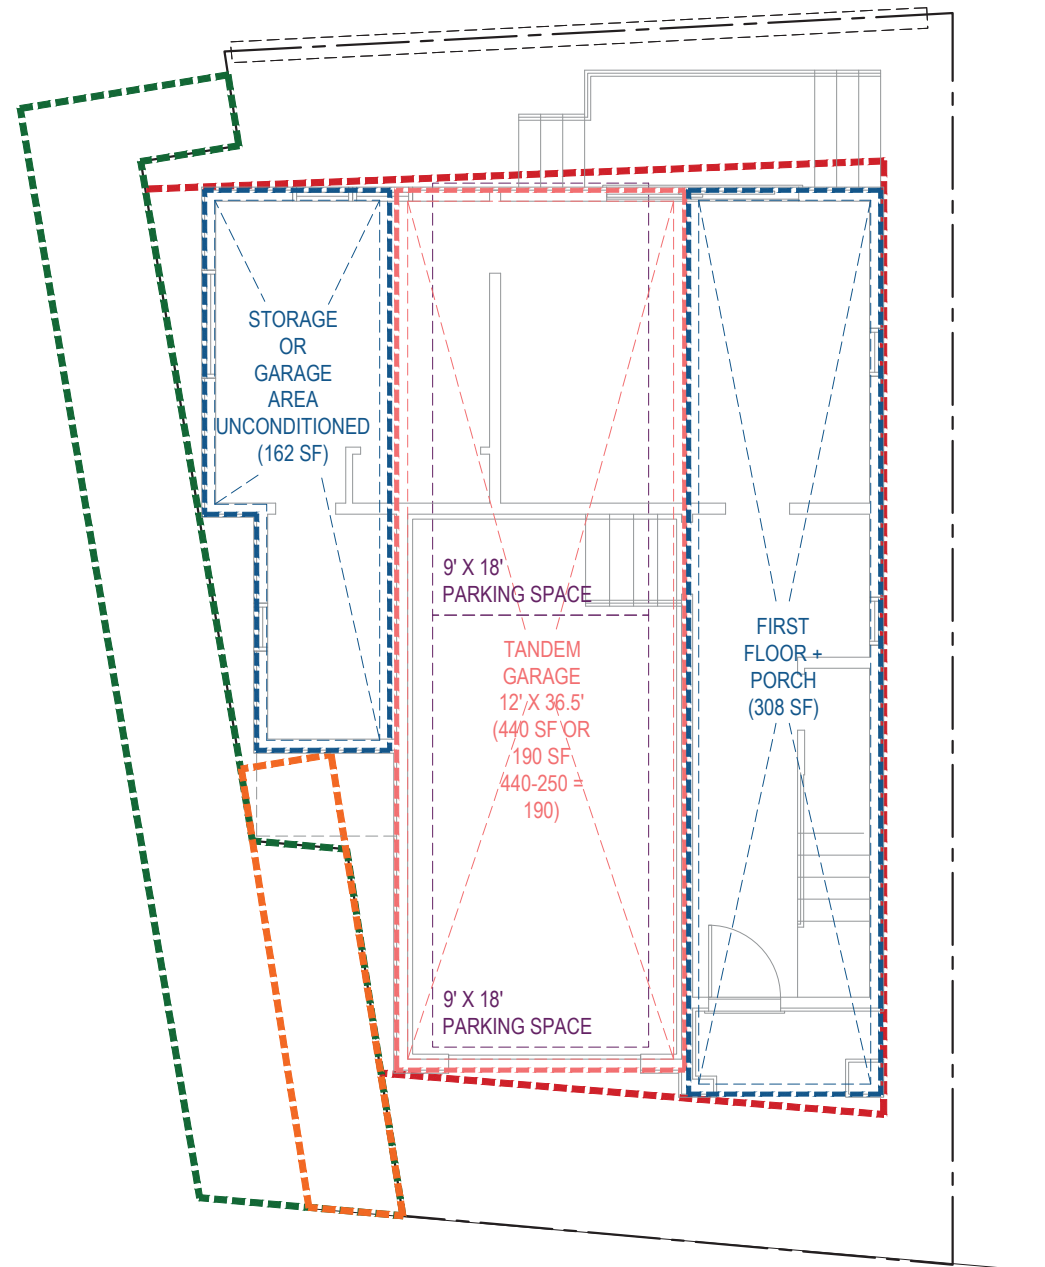 STORAGE
OR
GARAGE
AREA
UNCONDITIONED
(162 SF)
9' X 18'
PARKING SPACE
TANDEM
GARAGE
12' X 36.5'
(440 SF OR
190 SF
440-250 =
190)
FIRST
FLOOR +
PORCH
(308 SF)
9' X 18'
PARKING SPACE